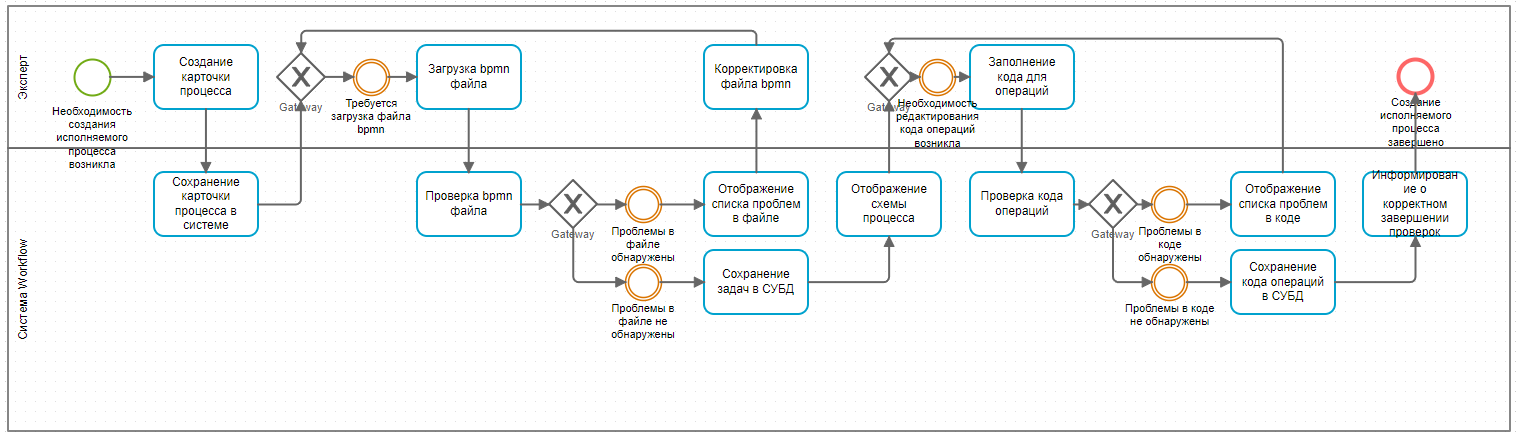 Эксперт
Необходимость
создания
исполняемого
процесса
возникла
Создание
карточки
процесса
Gateway
Требуется
загрузка файла
bpmn
Загрузка bpmn
файла
Корректировка
файла bpmn
Gateway
Необходимость
редактирования
кода операций
возникла
Заполнение
кода для
операций
Создание
исполняемого
процесса
завершено
Система Workflow
Сохранение
карточки
процесса в
системе
Проверка bpmn
файла
Gateway
Проблемы в
файле
обнаружены
Отображение
списка проблем
в файле
Отображение
схемы
процесса
Проверка кода
операций
Gateway
Проблемы в
коде
обнаружены
Отображение
списка проблем
в коде
Информирован
ие о
корректном
завершении
проверок
Проблемы в
файле не
обнаружены
Сохранение
задач в СУБД
Проблемы в коде
не обнаружены
Сохранение
кода операций
в СУБД